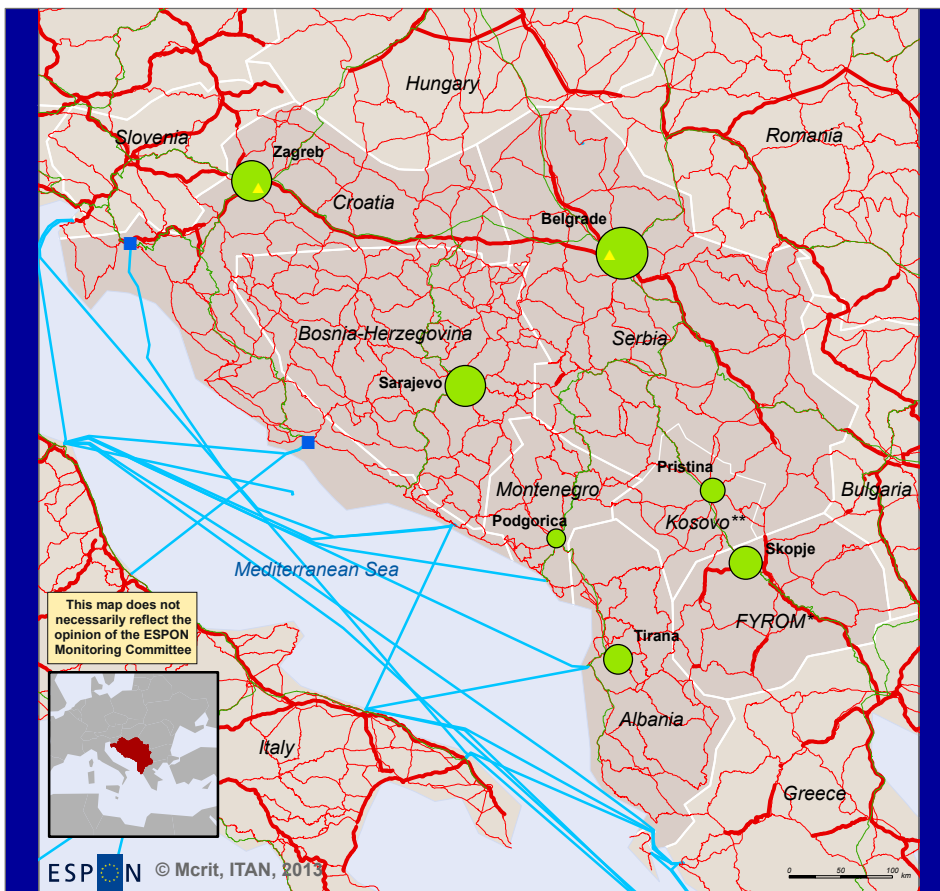 Hungary
Slovenia
Romania
Zagreb
Croatia
Belgrade
Bosnia-Herzegovina
Serbia
Sarajevo
Pristina
Montenegro
Bulgaria
Podgorica
Kosovo**
Skopje
Mediterranean Sea
This map does not
necessarily reflect the
opinion of the ESPON
Monitoring Committee
FYROM*
Tirana
Albania
Italy
Greece
ESPON © Mcrit, ITAN, 2013
0 25 50 100
km